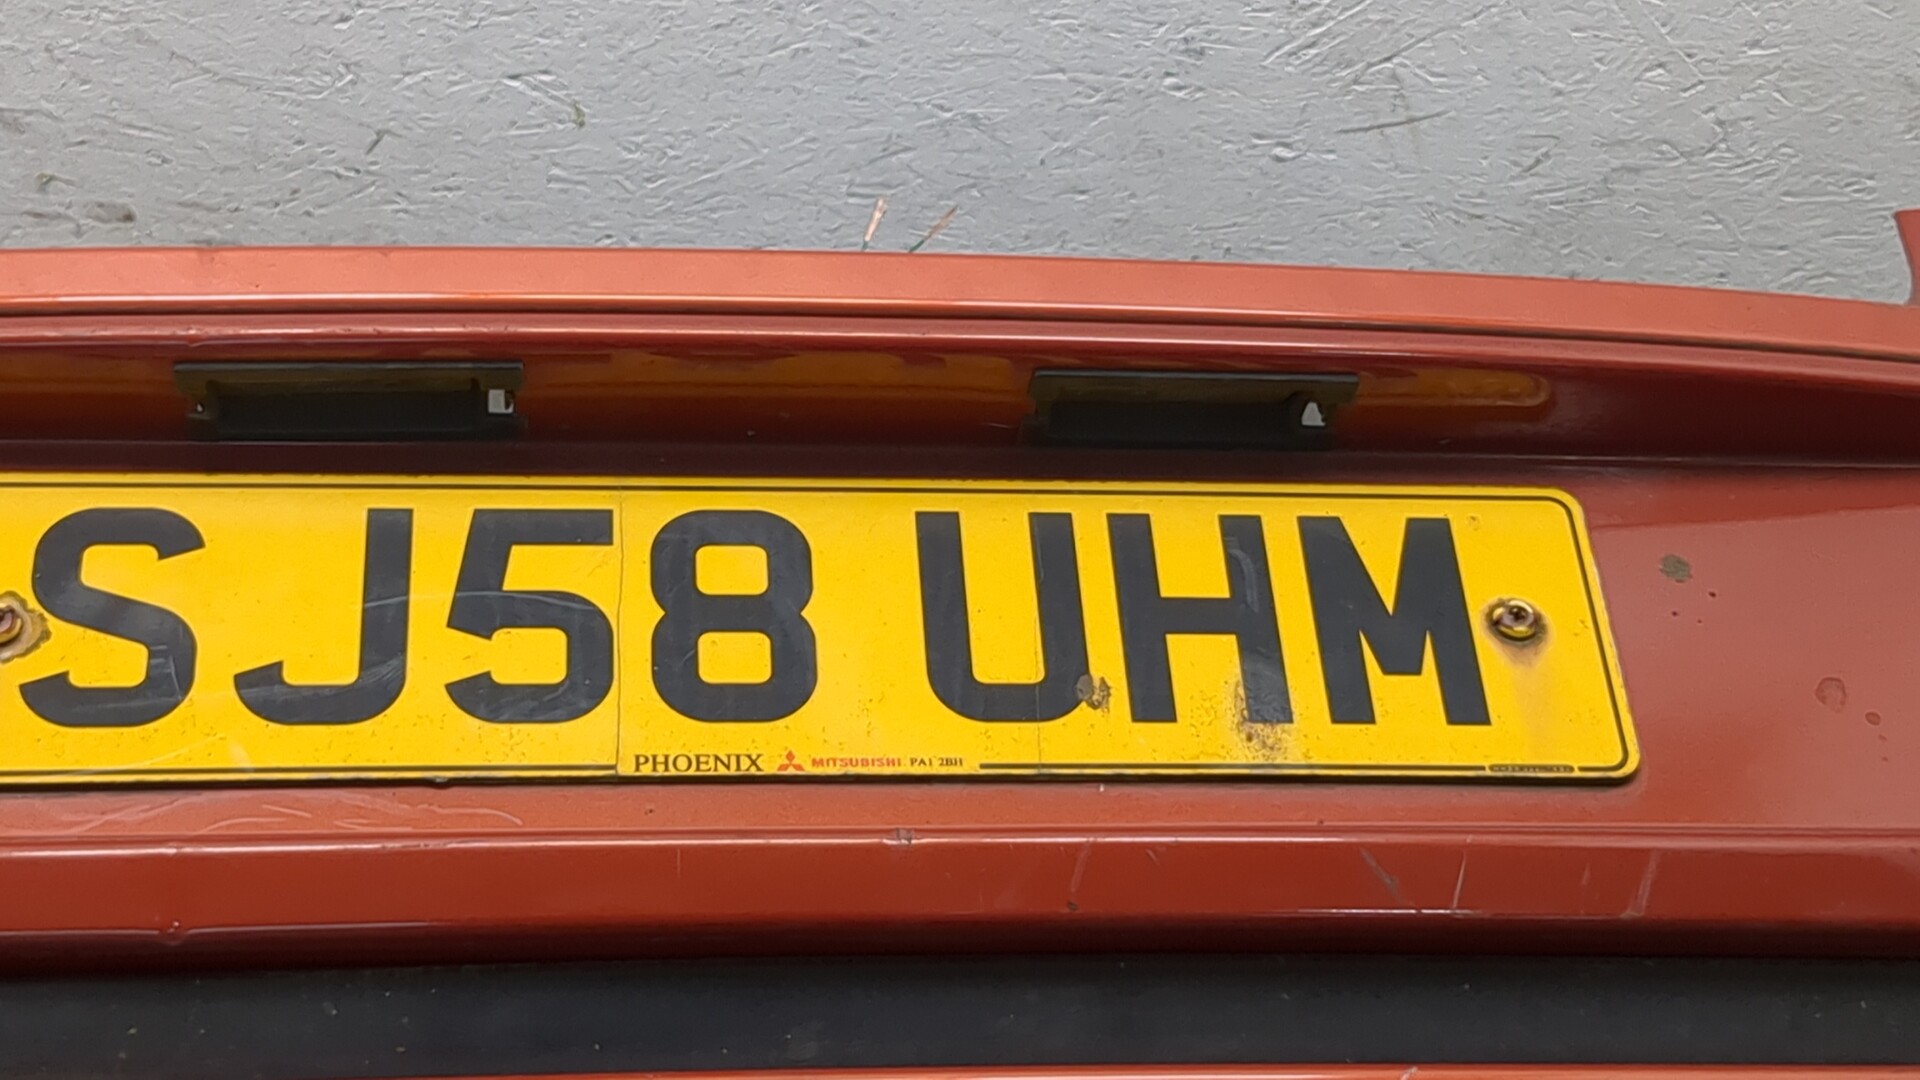 SJ58 UHM
PHOENIX MITSUBISHI PA1 2BH